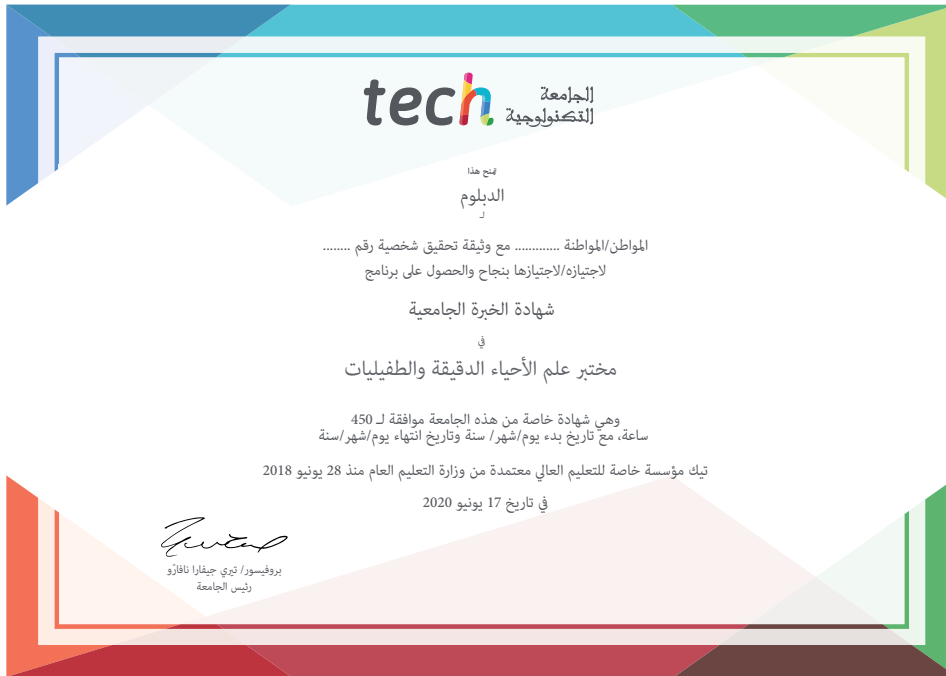 tech الجامعة
التكنولوجية
يمنح هذا
الدبلوم
لـ
المواطن/المواطنة ............ مع وثيقة تحقيق شخصية رقم ........
لاجتيازه/لاجتيازها بنجاح والحصول على برنامج
شهادة الخبرة الجامعية
في
مختبر علم الأحياء الدقيقة والطفيليات
وهي شهادة خاصة من هذه الجامعة موافقة لـ 450
ساعة، مع تاريخ بدء يوم/شهر/ سنة وتاريخ انتهاء يوم/شهر/سنة
تيك مؤسسة خاصة للتعليم العالي معتمدة من وزارة التعليم العام منذ 28 يونيو 2018
في تاريخ 17 يونيو 2020
بروفيسور/ تيري جيفارا نافارو
رئيس الجامعة